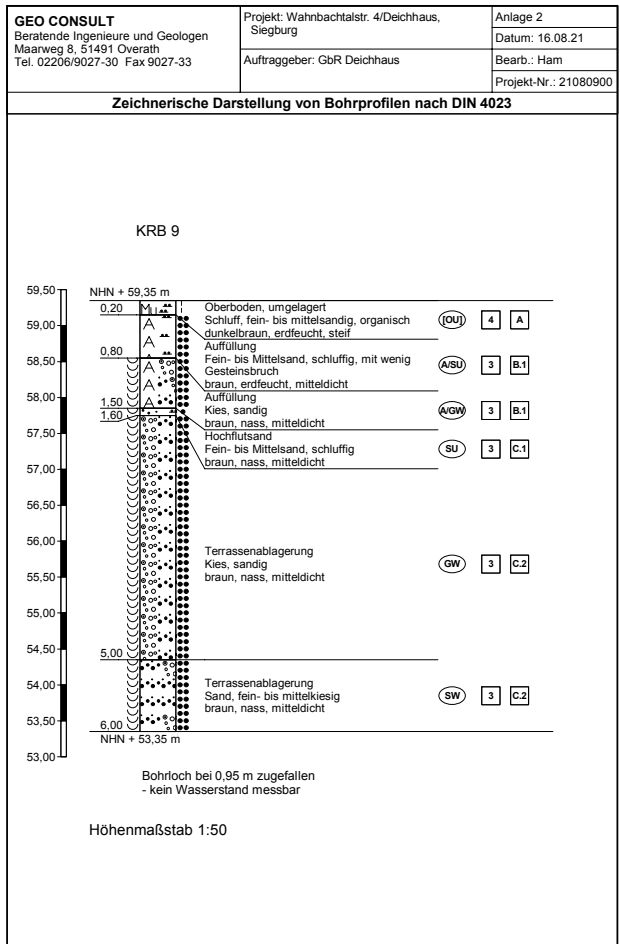 GEO CONSULT
Beratende Ingenieure und Geologen
Maarweg 8, 51491 Overath
Tel. 02206/9027-30 Fax 9027-33
Projekt: Wahnbachtalstr. 4/Deichhaus,
Siegburg
Auftraggeber: GbR Deichhaus
Anlage 2
Datum: 16.08.21
Bearb.: Ham
Projekt-Nr.: 21080900
Zeichnerische Darstellung von Bohrprofilen nach DIN 4023
KRB 9
59,50
59,00
58,50
58,00
57,50
57,00
56,50
56,00
55,50
55,00
54,50
54,00
53,50
53,00
NHN + 59,35 m
0,20
0,80
1,50
1,60
5,00
6,00
NHN + 53,35 m
Mu
A
A
A
A
Oberboden, umgelagert
Schluff, fein- bis mittelsandig, organisch
dunkelbraun, erdfeucht, steif
[OU] 4 A
Auffüllung
Fein- bis Mittelsand, schluffig, mit wenig
Gesteinsbruch
braun, erdfeucht, mitteldicht
A/SU 3 B.1
Auffüllung
Kies, sandig
braun, nass, mitteldicht
A/GW 3 B.1
Hochflutsand
Fein- bis Mittelsand, schluffig
braun, nass, mitteldicht
SU 3 C.1
Terrassenablagerung
Kies, sandig
braun, nass, mitteldicht
GW 3 C.2
Terrassenablagerung
Sand, fein- bis mittelkiesig
braun, nass, mitteldicht
SW 3 C.2
Bohrloch bei 0,95 m zugefallen
- kein Wasserstand messbar
Höhenmaßstab 1:50